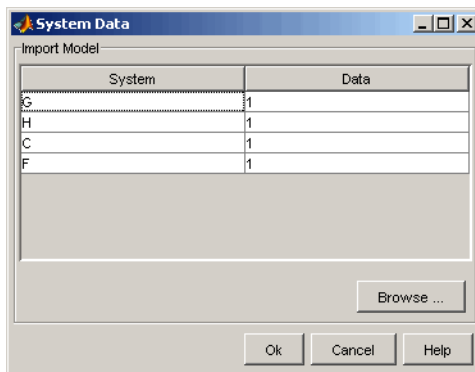 System Data
Import Model
System Data
G 1
H 1
C 1
F 1
Browse ...
Ok Cancel Help